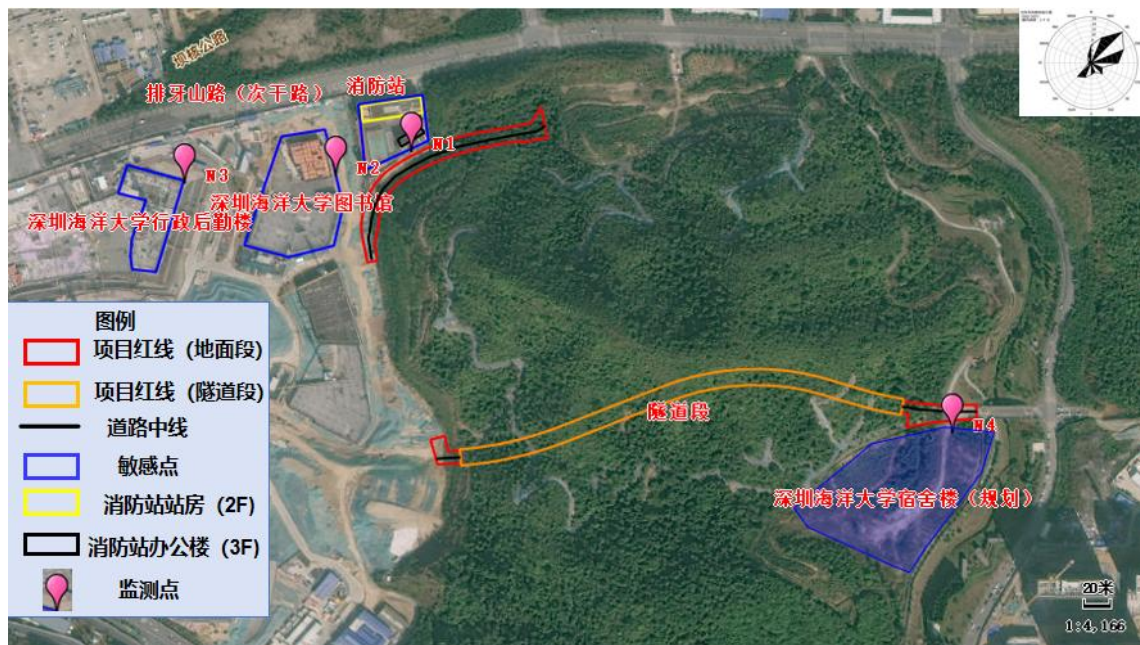 坝核公路
排牙山路（次干路）
消防站
N1
N2
N3
深圳海洋大学图书馆
深圳海洋大学行政后勤楼
图例
项目红线（地面段）
项目红线（隧道段）
道路中线
敏感点
消防站站房（2F）
消防站办公楼（3F）
监测点
隧道段
N4
深圳海洋大学宿舍楼（规划）
20米
1:4,166